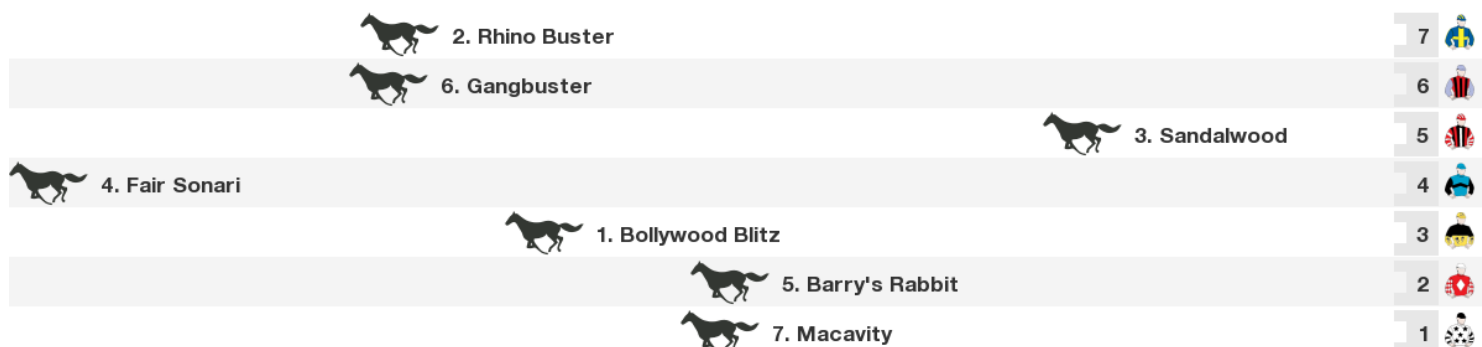 2. Rhino Buster 7
6. Gangbuster 6
3. Sandalwood 5
4. Fair Sonari 4
1. Bollywood Blitz 3
5. Barry's Rabbit 2
7. Macavity 1